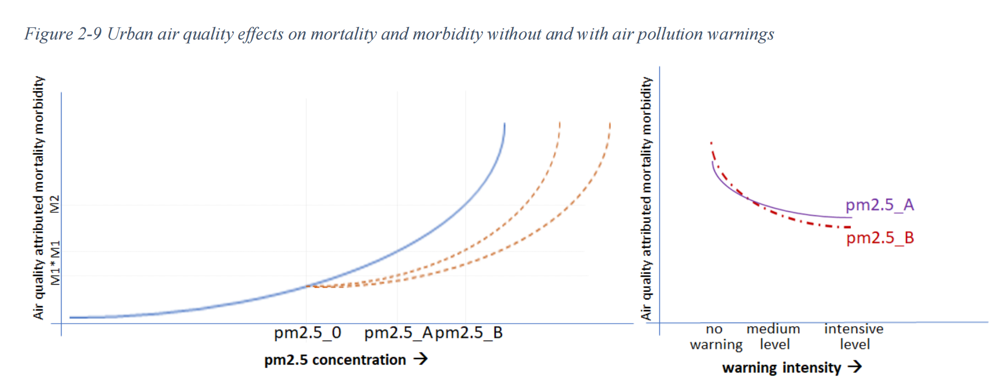 Figure 2-9 Urban air quality effects on mortality and morbidity without and with air pollution warnings
Air quality attributed mortality morbidity
M1* M1 M2
pm2.5_0 pm2.5_A pm2.5_B
pm2.5 concentration →
Air quality attributed mortality morbidity
pm2.5_A
pm2.5_B
no medium intensive
warning level level
warning intensity →